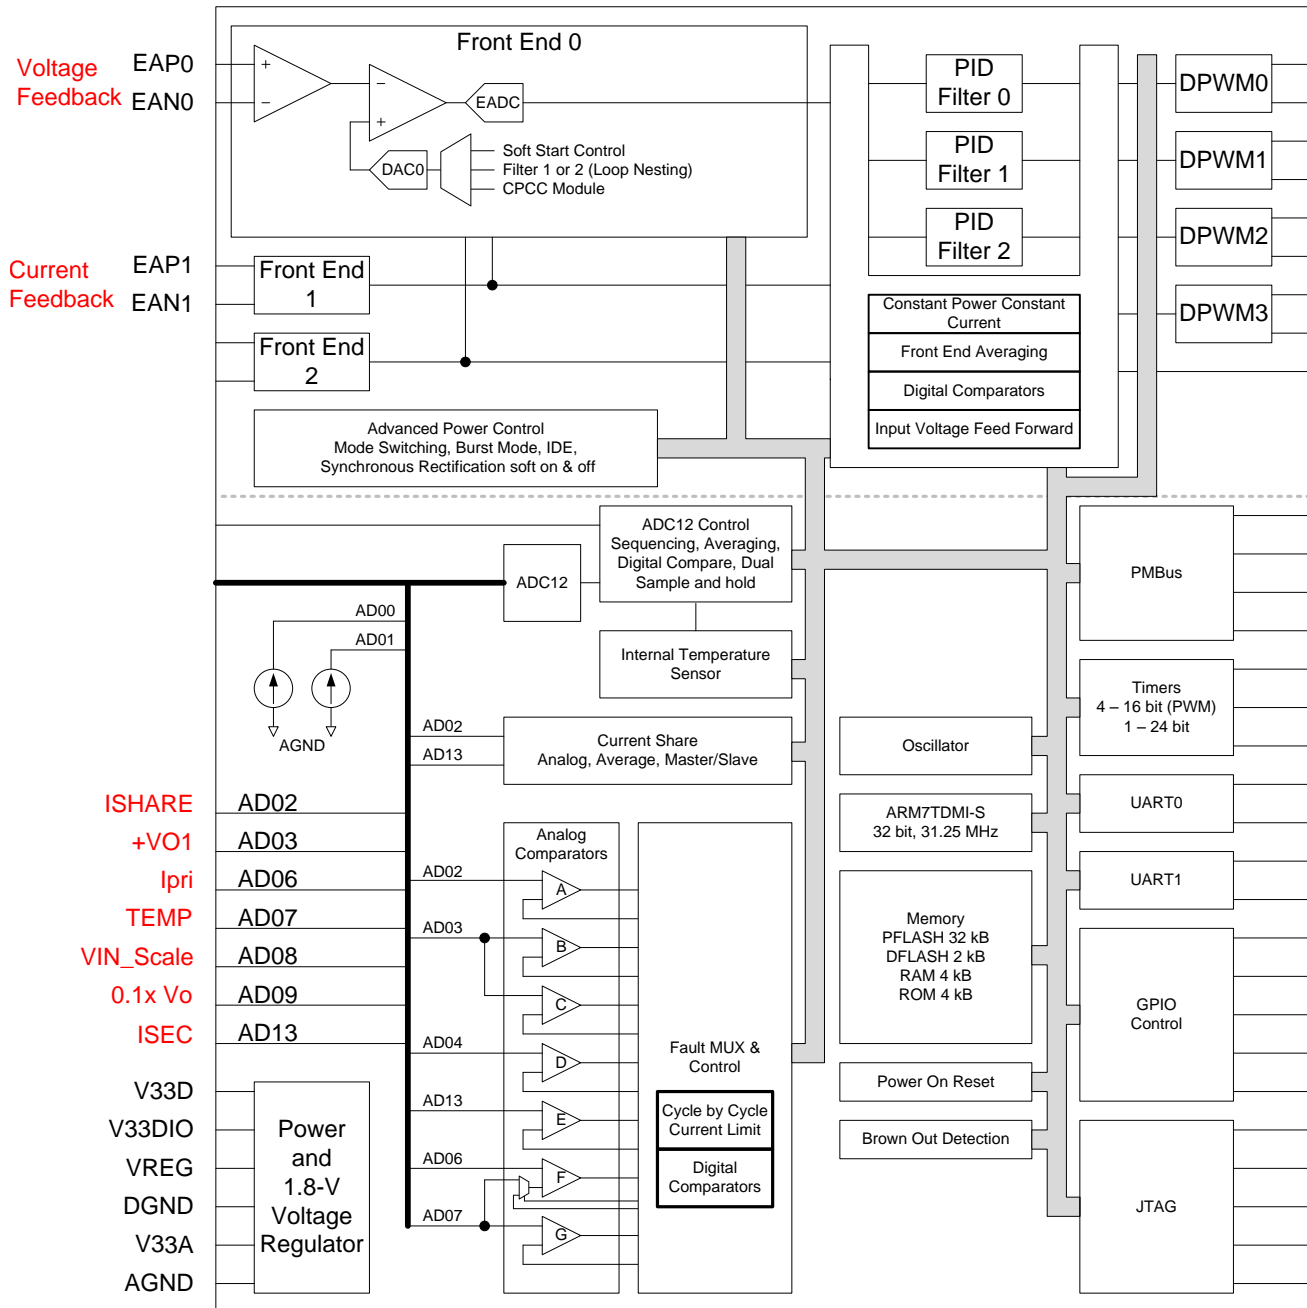 Front End 0
Voltage
Feedback
EAP0
EAN0
+
−
−
+
EADC
DAC0
Soft Start Control
Filter 1 or 2 (Loop Nesting)
CPCC Module
PID
Filter 0
PID
Filter 1
PID
Filter 2
DPWM0
DPWM1
DPWM2
DPWM3
Current
Feedback
EAP1
EAN1
Front End
1
Front End
2
Constant Power Constant
Current
Front End Averaging
Digital Comparators
Input Voltage Feed Forward
Advanced Power Control
Mode Switching, Burst Mode, IDE,
Synchronous Rectification soft on & off
ADC12
ADC12 Control
Sequencing, Averaging,
Digital Compare, Dual
Sample and hold
Internal Temperature
Sensor
AD00
AD01
AGND
AD02
AD13
Current Share
Analog, Average, Master/Slave
PMBus
Timers
4 – 16 bit (PWM)
1 – 24 bit
Oscillator
ARM7TDMI-S
32 bit, 31.25 MHz
UART0
UART1
Memory
PFLASH 32 kB
DFLASH 2 kB
RAM 4 kB
ROM 4 kB
GPIO
Control
Power On Reset
Brown Out Detection
JTAG
ISHARE AD02
+VO1 AD03
Ipri AD06
TEMP AD07
VIN_Scale AD08
0.1x Vo AD09
ISEC AD13
V33D
V33DIO
VREG
DGND
V33A
AGND
Power
and
1.8-V
Voltage
Regulator
Analog
Comparators
AD02
A
AD03
B
C
AD04
D
AD13
E
AD06
F
AD07
G
Fault MUX &
Control
Cycle by Cycle
Current Limit
Digital
Comparators